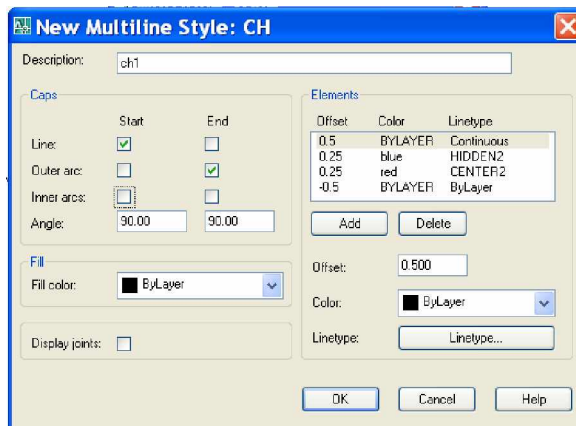 New Multiline Style: CH
Description: ch1
Caps
Start End
Line:
Outer arc:
Inner arcs:
Angle: 90.00 90.00
Fill
Fill color: ByLayer
Display joints:
Elements
Offset Color Linetype
0.5 BYLAYER Continuous
0.25 blue HIDDEN2
0.25 red CENTER2
-0.5 BYLAYER ByLayer
Add Delete
Offset: 0.500
Color: ByLayer
Linetype: Linetype...
OK Cancel Help